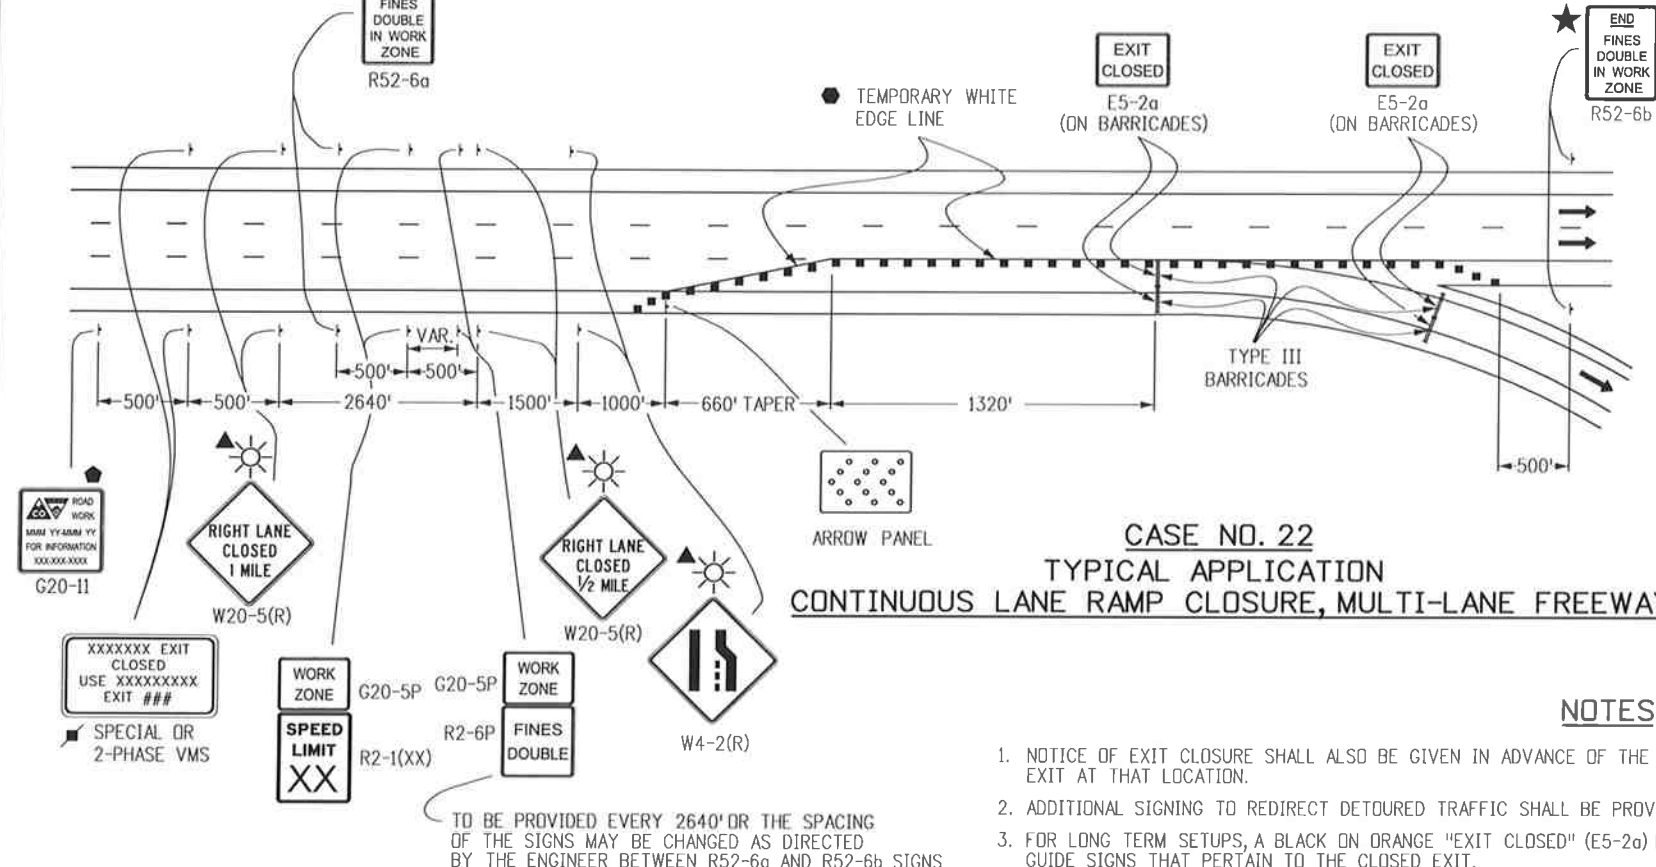 FINES
DOUBLE
IN WORK
ZONE
R52-6a
TEMPORARY WHITE
EDGE LINE
EXIT
CLOSED
E5-2a
(ON BARRICADES)
EXIT
CLOSED
E5-2a
(ON BARRICADES)
END
FINES
DOUBLE
IN WORK
ZONE
R52-6b
VAR.
500'
500'
500'
500'
2640'
1500'
1000'
660' TAPER
1320'
TYPE III
BARRICADES
500'
ROAD
WORK
MMM YY-MMM YY
FOR INFORMATION
XXX-XXX-XXXX
G20-11
RIGHT LANE
CLOSED
1 MILE
W20-5(R)
RIGHT LANE
CLOSED
1/2 MILE
W20-5(R)
ARROW PANEL
CASE NO. 22
TYPICAL APPLICATION
CONTINUOUS LANE RAMP CLOSURE, MULTI-LANE FREEWAY
XXXXXXX EXIT
CLOSED
USE XXXXXXXXX
EXIT ###
SPECIAL OR
2-PHASE VMS
WORK
ZONE
G20-5P
SPEED
LIMIT
XX
R2-1(XX)
G20-5P
WORK
ZONE
R2-6P
FINES
DOUBLE
W4-2(R)
TO BE PROVIDED EVERY 2640' OR THE SPACING
OF THE SIGNS MAY BE CHANGED AS DIRECTED
BY THE ENGINEER BETWEEN R52-6a AND R52-6b SIGNS
NOTES
1. NOTICE OF EXIT CLOSURE SHALL ALSO BE GIVEN IN ADVANCE OF THE
EXIT AT THAT LOCATION.
2. ADDITIONAL SIGNING TO REDIRECT DETOURED TRAFFIC SHALL BE PROV
3. FOR LONG TERM SETUPS, A BLACK ON ORANGE "EXIT CLOSED" (E5-2a)
GUIDE SIGNS THAT PERTAIN TO THE CLOSED EXIT.